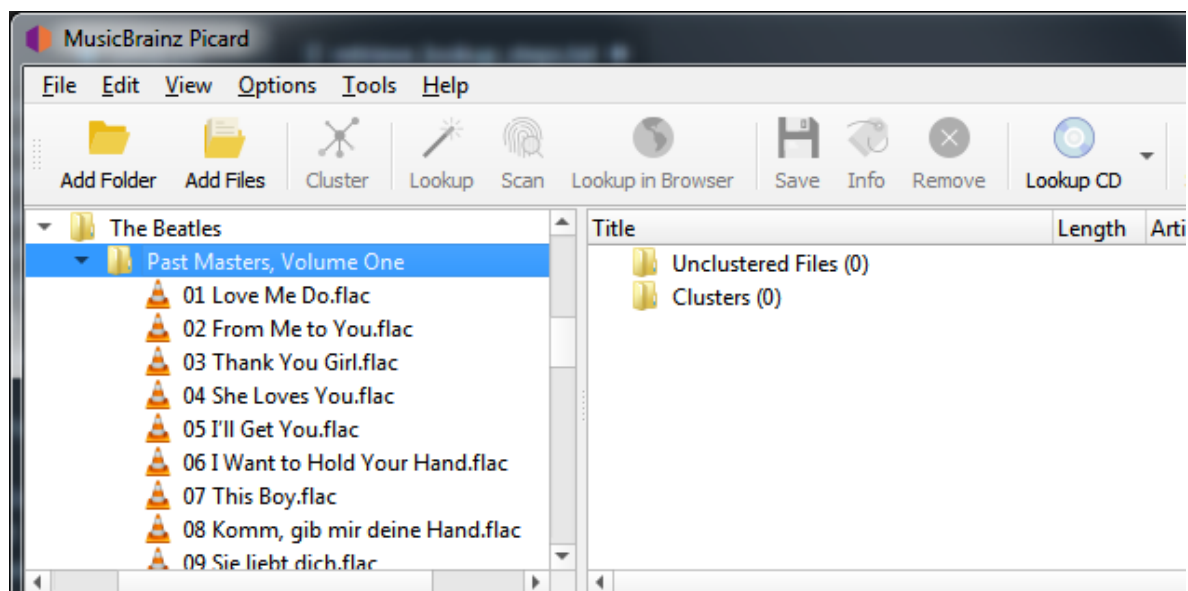 MusicBrainz Picard
File Edit View Options Tools Help
Add Folder Add Files Cluster Lookup Scan Lookup in Browser Save Info Remove Lookup CD
The Beatles
Past Masters, Volume One
01 Love Me Do.flac
02 From Me to You.flac
03 Thank You Girl.flac
04 She Loves You.flac
05 I'll Get You.flac
06 I Want to Hold Your Hand.flac
07 This Boy.flac
08 Komm, gib mir deine Hand.flac
09 Sie liebt dich.flac
Title Length Arti
Unclustered Files (0)
Clusters (0)